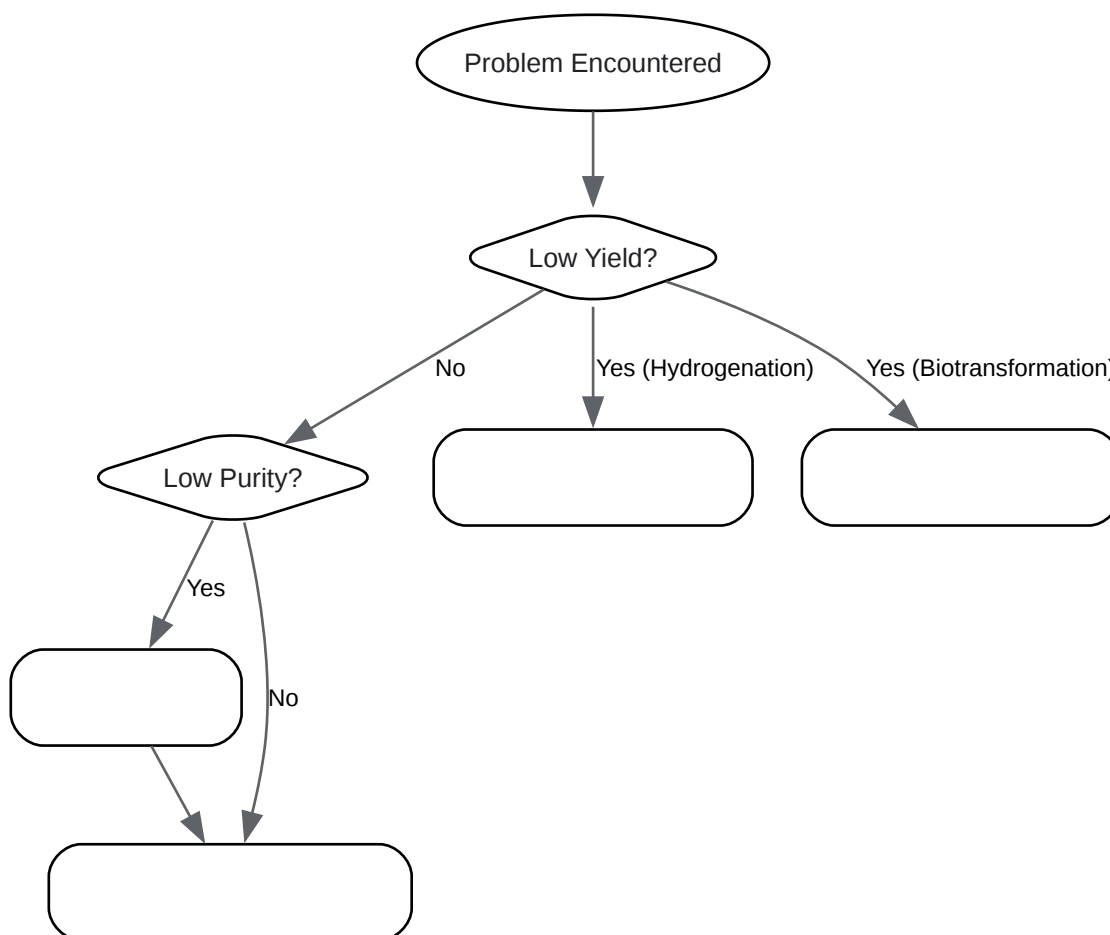 Problem Encountered
Low Yield?
No
Yes (Hydrogenation)
Yes (Biotransformation)
Low Purity?
Yes
No